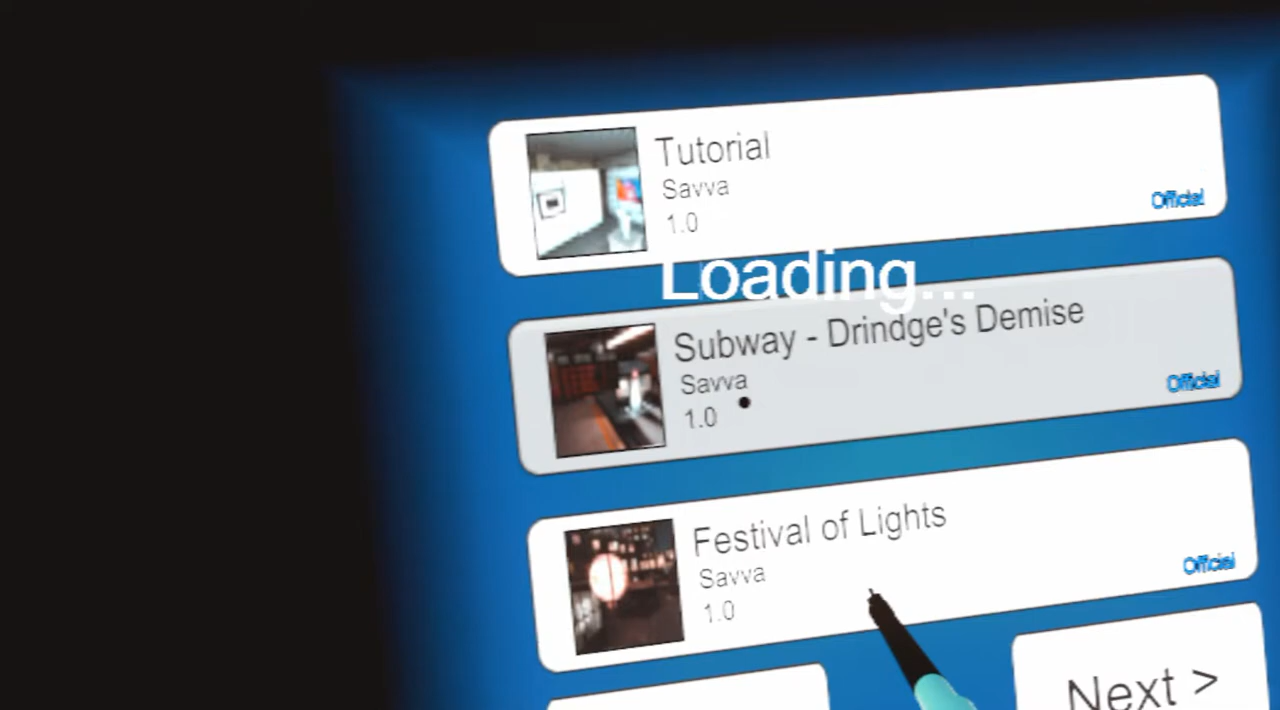 Tutorial
Savva
1.0
Official
Loading...
Subway - Drindge's Demise
Savva
1.0
Official
Festival of Lights
Savva
1.0
Official
Next >